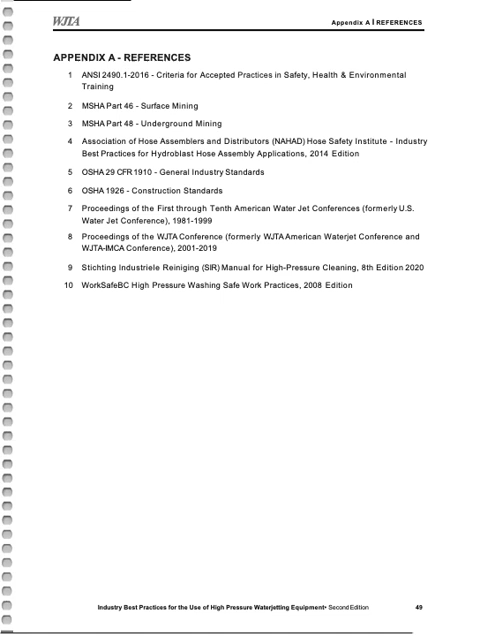 WJTA
Appendix A | REFERENCES
APPENDIX A - REFERENCES
1 ANSI 2490.1-2016 - Criteria for Accepted Practices in Safety, Health & Environmental
Training
2 MSHA Part 46 - Surface Mining
3 MSHA Part 48 - Underground Mining
4 Association of Hose Assemblers and Distributors (NAHAD) Hose Safety Institute - Industry
Best Practices for Hydroblast Hose Assembly Applications, 2014 Edition
5 OSHA 29 CFR 1910 - General Industry Standards
6 OSHA 1926 - Construction Standards
7 Proceedings of the First through Tenth American Water Jet Conferences (formerly U.S.
Water Jet Conference), 1981-1999
8 Proceedings of the WJTA Conference (formerly WJTA American Waterjet Conference and
WJTA-IMCA Conference), 2001-2019
9 Stichting Industriele Reiniging (SIR) Manual for High-Pressure Cleaning, 8th Edition 2020
10 WorkSafeBC High Pressure Washing Safe Work Practices, 2008 Edition
Industry Best Practices for the Use of High Pressure Waterjetting Equipment• Second Edition 49